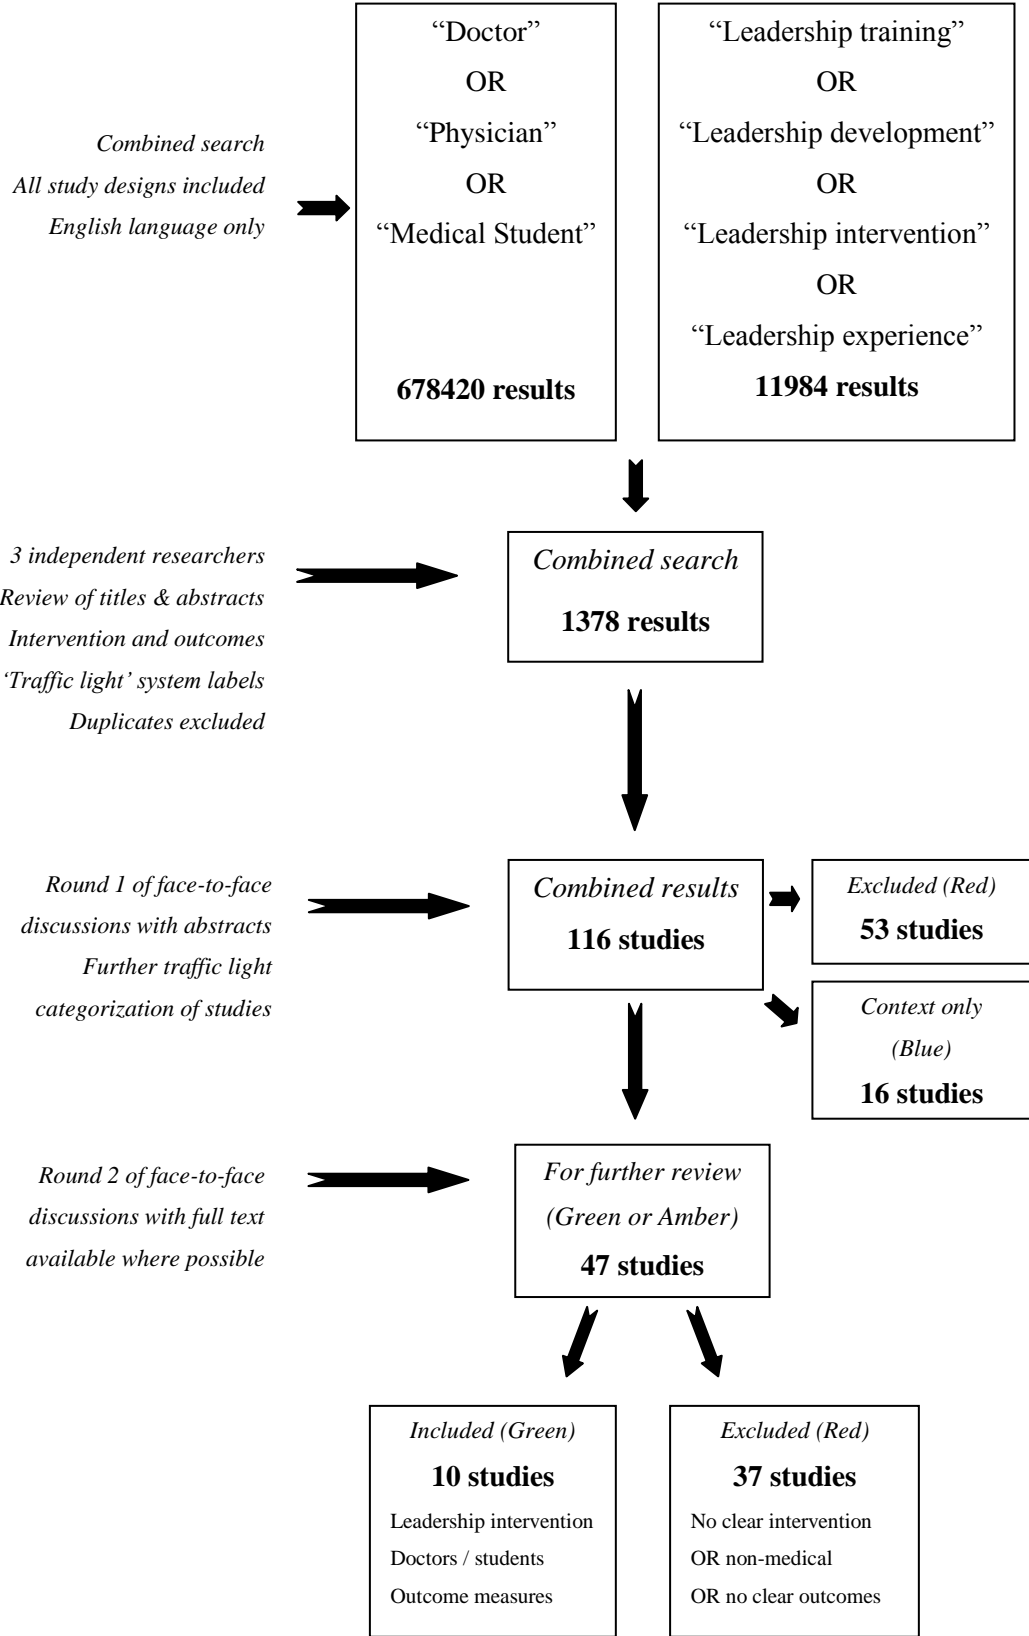 “Doctor”
OR
“Physician”
OR
“Medical Student”
678420 results
“Leadership training”
OR
“Leadership development”
OR
“Leadership intervention”
OR
“Leadership experience”
11984 results
Combined search
All study designs included
English language only
3 independent researchers
Review of titles & abstracts
Intervention and outcomes
‘Traffic light’ system labels
Duplicates excluded
Combined search
1378 results
Round 1 of face-to-face
discussions with abstracts
Further traffic light
categorization of studies
Combined results
116 studies
Excluded (Red)
53 studies
Context only
(Blue)
16 studies
Round 2 of face-to-face
discussions with full text
available where possible
For further review
(Green or Amber)
47 studies
Included (Green)
10 studies
Leadership intervention
Doctors / students
Outcome measures
Excluded (Red)
37 studies
No clear intervention
OR non-medical
OR no clear outcomes